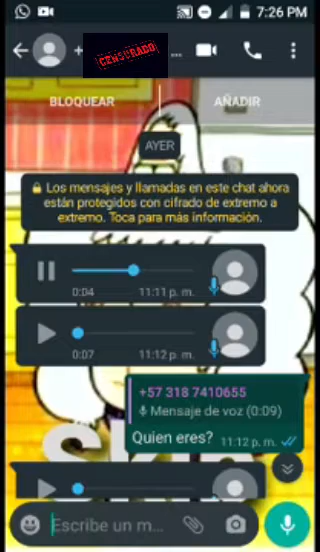 7:26 PM
+ CENSURADO ...
BLOQUEAR AÑADIR
AYER
Los mensajes y llamadas en este chat ahora
están protegidos con cifrado de extremo a
extremo. Toca para más información.
0:04 11:11 p. m.
0:07 11:12 p. m.
+57 318 7410655
Mensaje de voz (0:09)
Quien eres? 11:12 p. m.
Escribe un m...